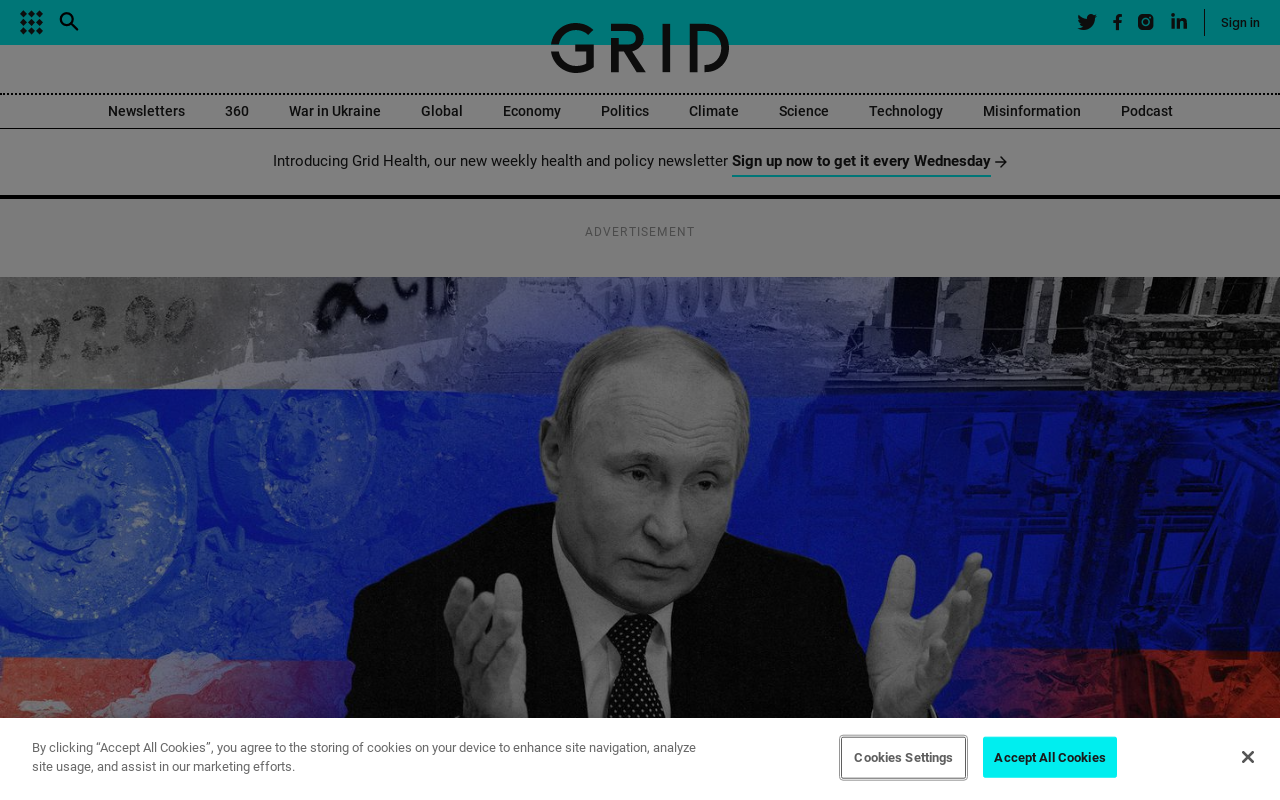 GRID
Sign in
Newsletters 360 War in Ukraine Global Economy Politics Climate Science Technology Misinformation Podcast
Introducing Grid Health, our new weekly health and policy newsletter Sign up now to get it every Wednesday
ADVERTISEMENT
By clicking “Accept All Cookies”, you agree to the storing of cookies on your device to enhance site navigation, analyze
site usage, and assist in our marketing efforts.
Cookies Settings
Accept All Cookies